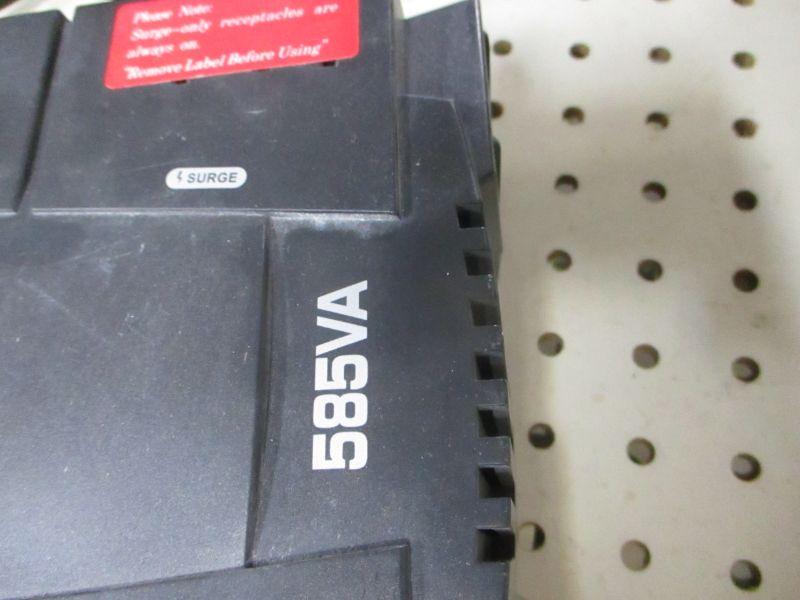 Please Note:
Surge-only receptacles are
always on.
"Remove Label Before Using"
SURGE
585VA